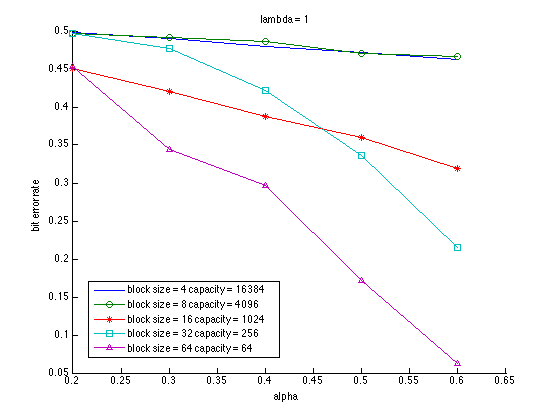 lambda = 1
0.5
0.45
0.4
0.35
0.3
0.25
0.2
0.15
0.1
0.05
bit error rate
block size = 4 capacity = 16384
block size = 8 capacity = 4096
block size = 16 capacity = 1024
block size = 32 capacity = 256
block size = 64 capacity = 64
0.2 0.25 0.3 0.35 0.4 0.45 0.5 0.55 0.6 0.65
alpha